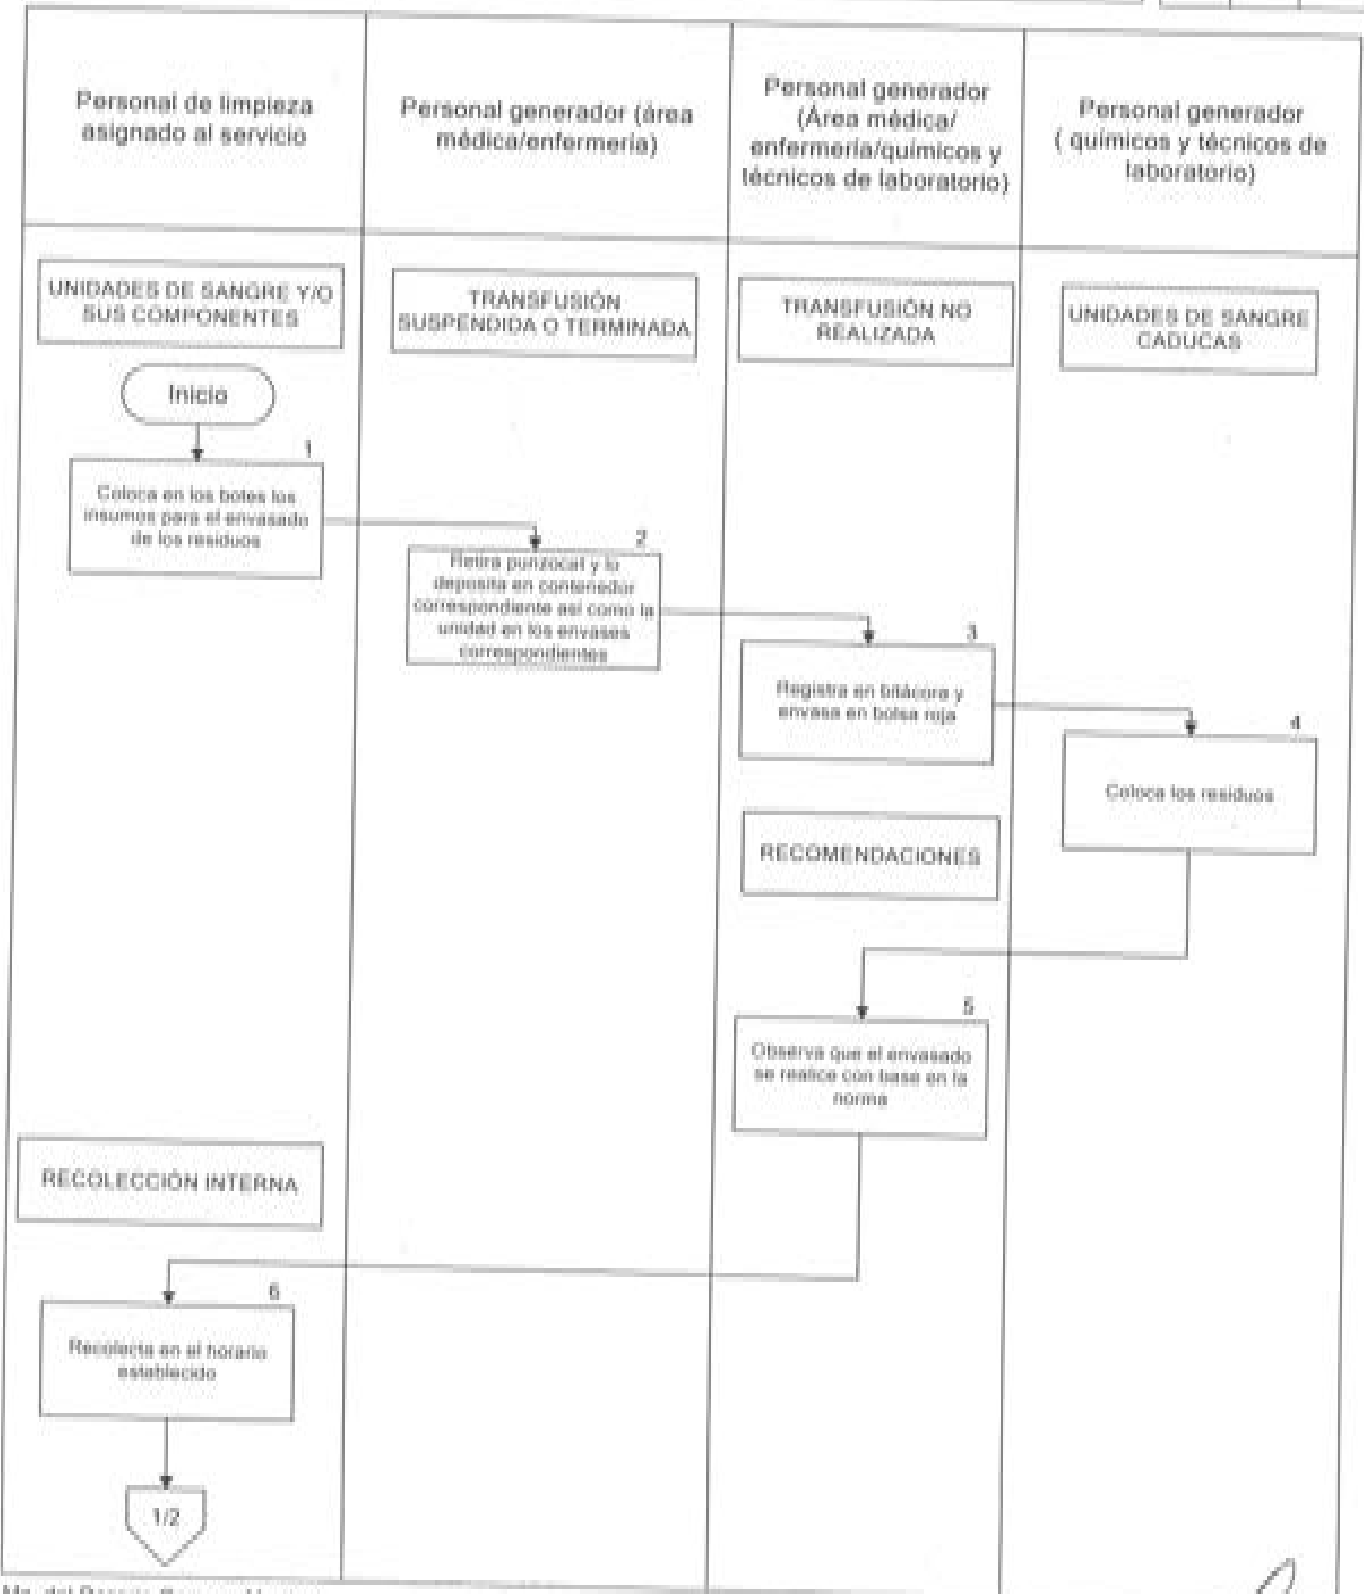 Personal de limpieza
asignado al servicio
Personal generador (área
médica/enfermería)
Personal generador
(Área médica/
enfermería/químicos y
técnicos de laboratorio)
Personal generador
( químicos y técnicos de
laboratorio)
UNIDADES DE SANGRE Y/O
SUS COMPONENTES
TRANSFUSIÓN
SUSPENDIDA O TERMINADA
TRANSFUSIÓN NO
REALIZADA
UNIDADES DE SANGRE
CADUCAS
Inicio
1
Coloca en los botes los
insumos para el envasado
de los residuos
2
Retira punzocat y lo
deposita en contenedor
correspondiente así como la
unidad en los envases
correspondientes
3
Registra en bitácora y
envasa en bolsa roja
4
Coloca los residuos
RECOMENDACIONES
5
Observa que el envasado
se realice con base en la
norma
RECOLECCIÓN INTERNA
6
Recolecta en el horario
establecido
1/2